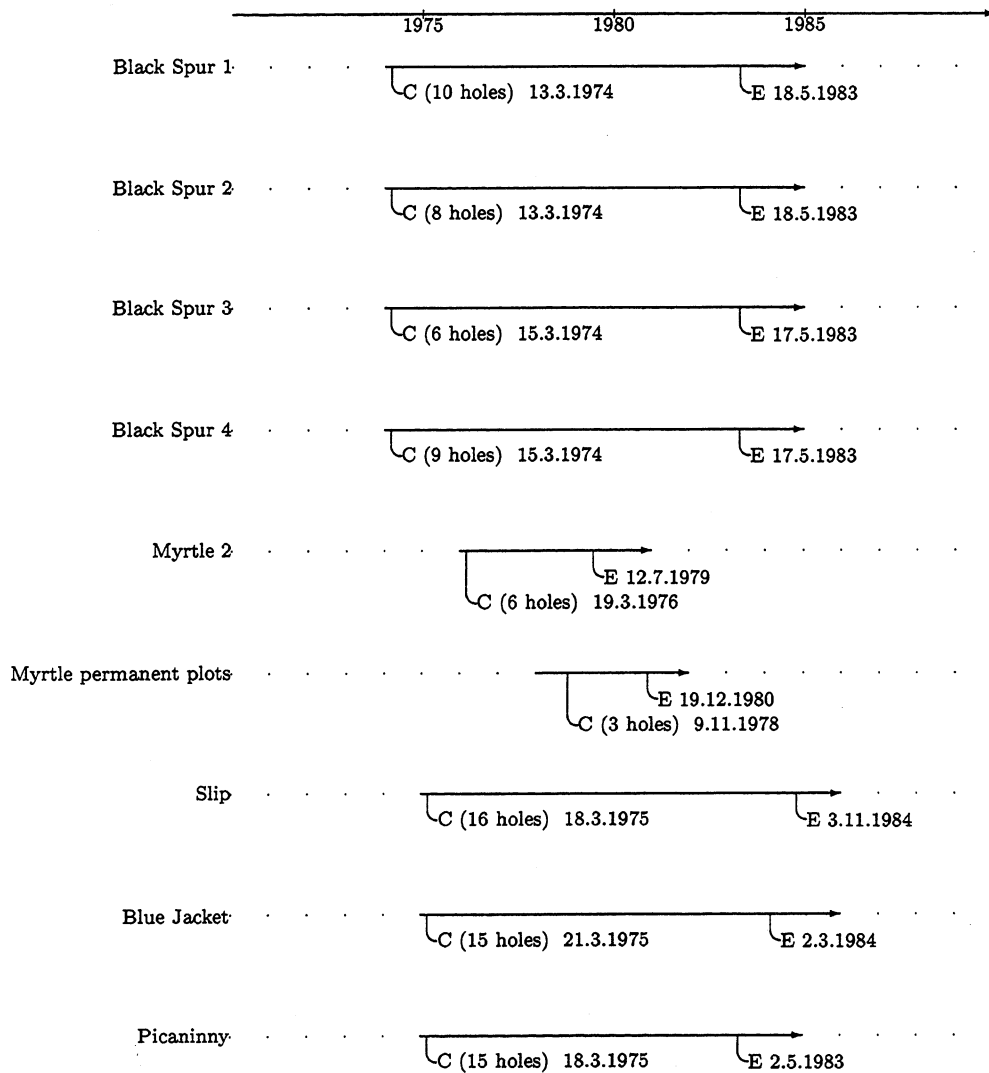 1975 1980 1985
Black Spur 1
C (10 holes) 13.3.1974 E 18.5.1983
Black Spur 2
C (8 holes) 13.3.1974 E 18.5.1983
Black Spur 3
C (6 holes) 15.3.1974 E 17.5.1983
Black Spur 4
C (9 holes) 15.3.1974 E 17.5.1983
Myrtle 2
E 12.7.1979
C (6 holes) 19.3.1976
Myrtle permanent plots
E 19.12.1980
C (3 holes) 9.11.1978
Slip
C (16 holes) 18.3.1975 E 3.11.1984
Blue Jacket
C (15 holes) 21.3.1975 E 2.3.1984
Picaninny
C (15 holes) 18.3.1975 E 2.5.1983